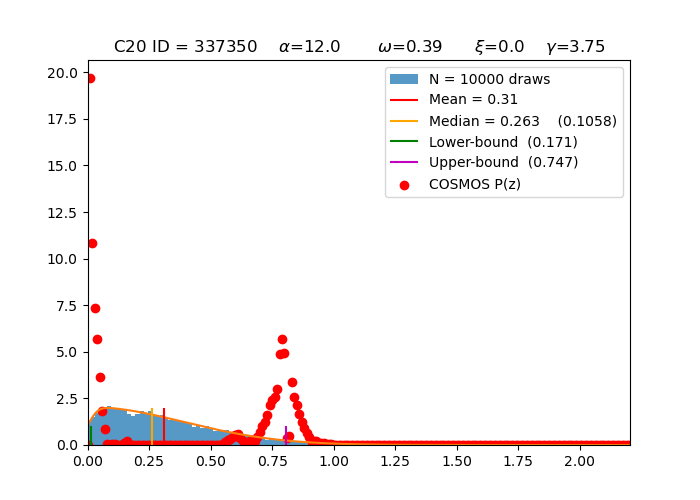 C20 ID = 337350 α=12.0 ω=0.39 ξ=0.0 γ=3.75
20.0
17.5
15.0
12.5
10.0
7.5
5.0
2.5
0.0
N = 10000 draws
Mean = 0.31
Median = 0.263 (0.1058)
Lower-bound (0.171)
Upper-bound (0.747)
COSMOS P(z)
0.00 0.25 0.50 0.75 1.00 1.25 1.50 1.75 2.00